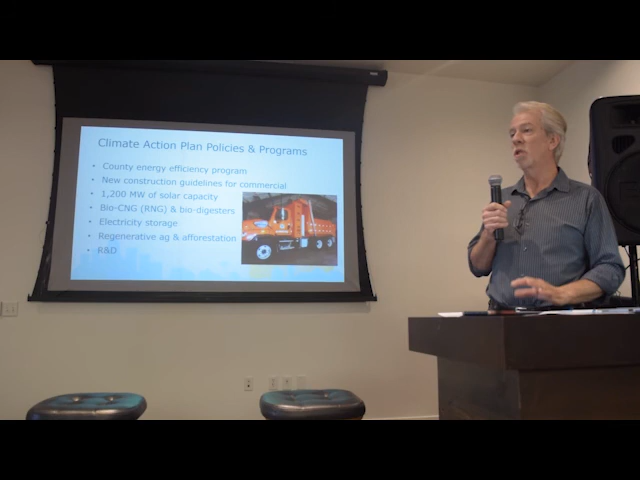 Climate Action Plan Policies & Programs
• County energy efficiency program
• New construction guidelines for commercial
• 1,200 MW of solar capacity
• Bio-CNG (RNG) & bio-digesters
• Electricity storage
• Regenerative ag & afforestation
• R&D